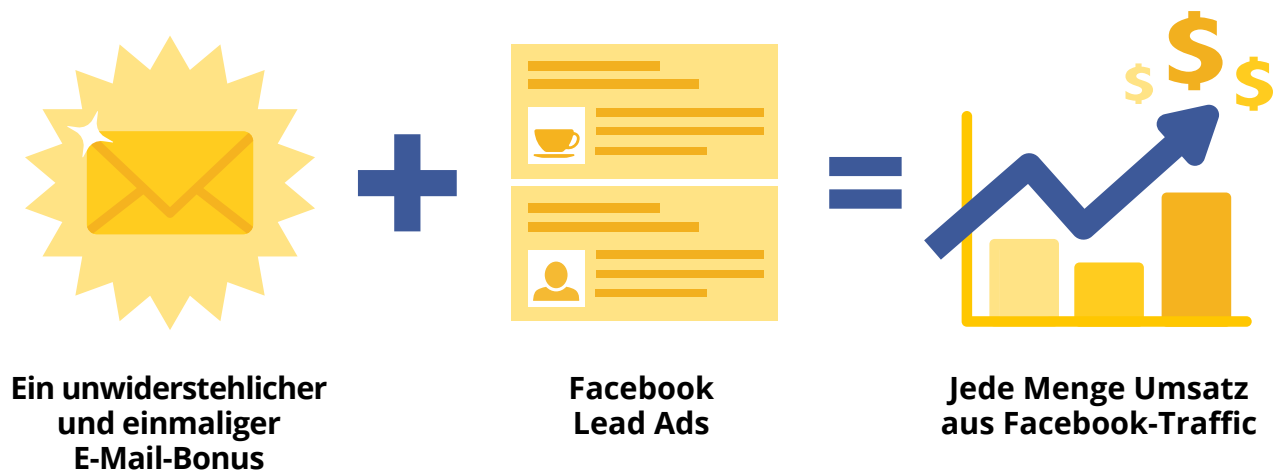 $
$
$
Ein unwiderstehlicher
und einmaliger
E-Mail-Bonus
Facebook
Lead Ads
Jede Menge Umsatz
aus Facebook-Traffic